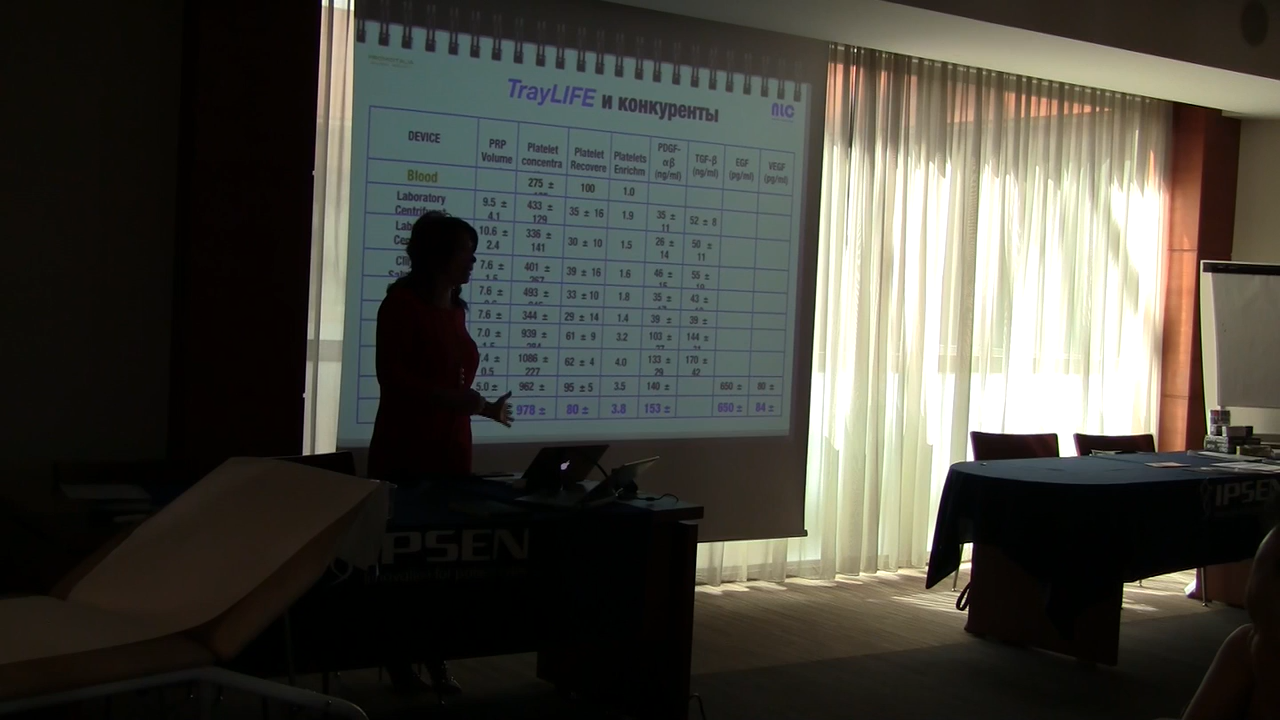 TrayLIFE и конкуренты
nlc
DEVICE PRP Volume Platelet concentra Platelet Recovere Platelets Enrichm PDGF-αβ (ng/ml) TGF-β (ng/ml) EGF (pg/ml) VEGF (pg/ml)
Blood 275 ± 100 1.0
Laboratory 9.5 ± 4.1 433 ± 129 35 ± 16 1.9 35 ± 11 52 ± 8
10.6 ± 2.4 336 ± 141 30 ± 10 1.5 26 ± 14 50 ± 11
7.6 ± 401 ± 39 ± 16 1.6 46 ± 55 ±
7.6 ± 493 ± 33 ±10 1.8 35 ± 43 ±
7.6 ± 344 ± 29 ± 14 1.4 39 ± 39 ±
7.0 ± 939 ± 61 ± 9 3.2 103 ± 144 ±
.4 ± 0.5 1086 ± 227 62 ± 4 4.0 133 ± 29 170 ± 42
5.0 ± 962 ± 95 ± 5 3.5 140 ± 650 ± 80 ±
978 ± 80 ± 3.8 153 ± 650 ± 84 ±
IPSEN
IPSEN